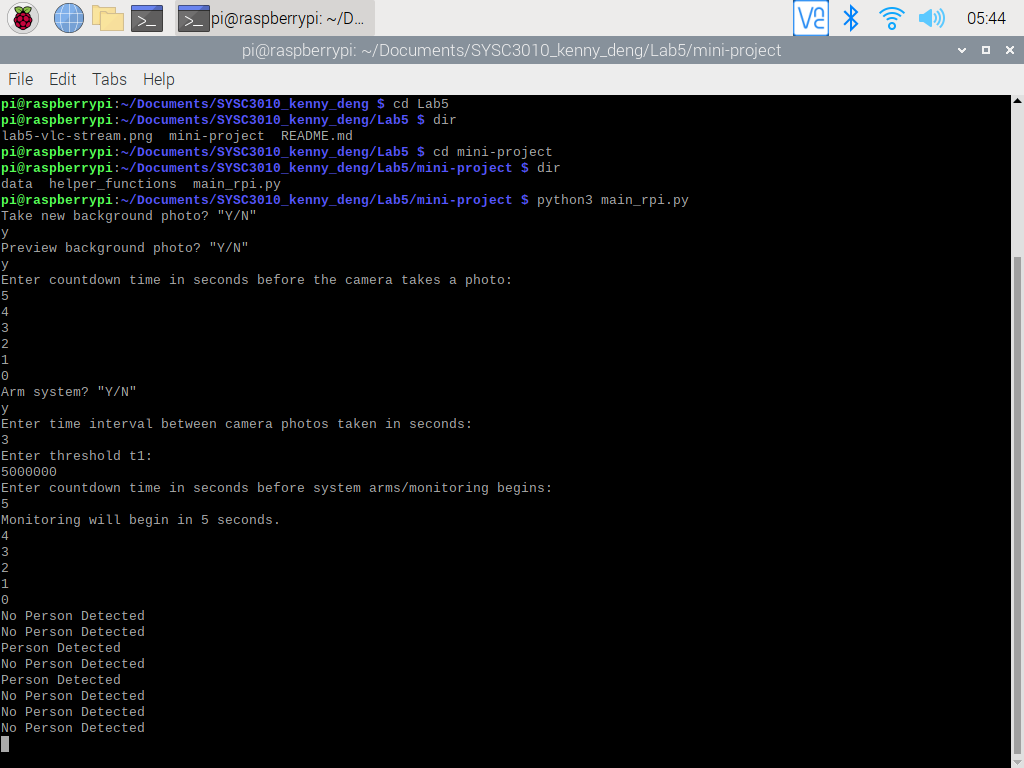 pi@raspberrypi: ~/D...
05:44
pi@raspberrypi: ~/Documents/SYSC3010_kenny_deng/Lab5/mini-project
File Edit Tabs Help
pi@raspberrypi:~/Documents/SYSC3010_kenny_deng $ cd Lab5
pi@raspberrypi:~/Documents/SYSC3010_kenny_deng/Lab5 $ dir
lab5-vlc-stream.png  mini-project  README.md
pi@raspberrypi:~/Documents/SYSC3010_kenny_deng/Lab5 $ cd mini-project
pi@raspberrypi:~/Documents/SYSC3010_kenny_deng/Lab5/mini-project $ dir
data  helper_functions  main_rpi.py
pi@raspberrypi:~/Documents/SYSC3010_kenny_deng/Lab5/mini-project $ python3 main_rpi.py
Take new background photo? "Y/N"
y
Preview background photo? "Y/N"
y
Enter countdown time in seconds before the camera takes a photo:
5
4
3
2
1
0
Arm system? "Y/N"
y
Enter time interval between camera photos taken in seconds:
3
Enter threshold t1:
5000000
Enter countdown time in seconds before system arms/monitoring begins:
5
Monitoring will begin in 5 seconds.
4
3
2
1
0
No Person Detected
No Person Detected
Person Detected
No Person Detected
Person Detected
No Person Detected
No Person Detected
No Person Detected